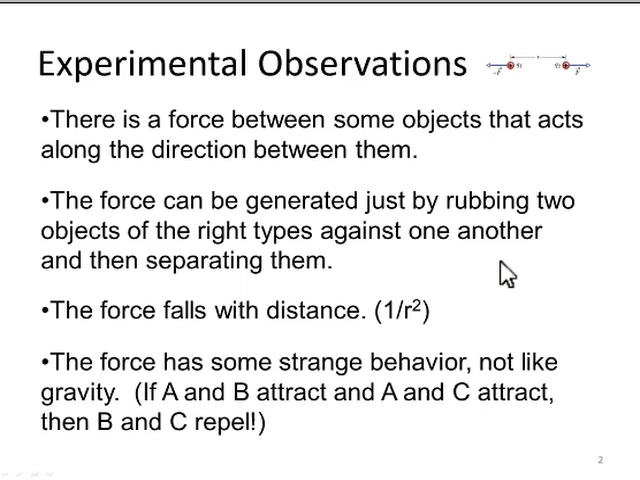 Experimental Observations
•There is a force between some objects that acts
along the direction between them.
•The force can be generated just by rubbing two
objects of the right types against one another
and then separating them.
•The force falls with distance. (1/r²)
•The force has some strange behavior, not like
gravity.  (If A and B attract and A and C attract,
then B and C repel!)
2